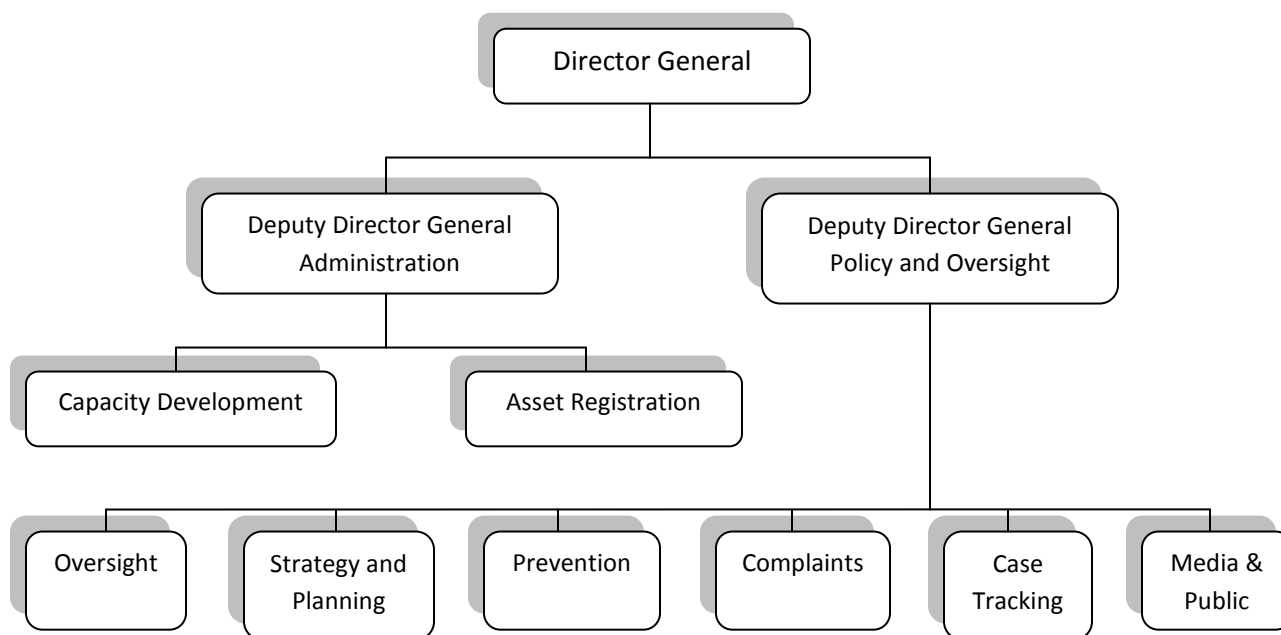 Director General
Deputy Director General
Administration
Deputy Director General
Policy and Oversight
Capacity Development
Asset Registration
Oversight
Strategy and
Planning
Prevention
Complaints
Case
Tracking
Media &
Public